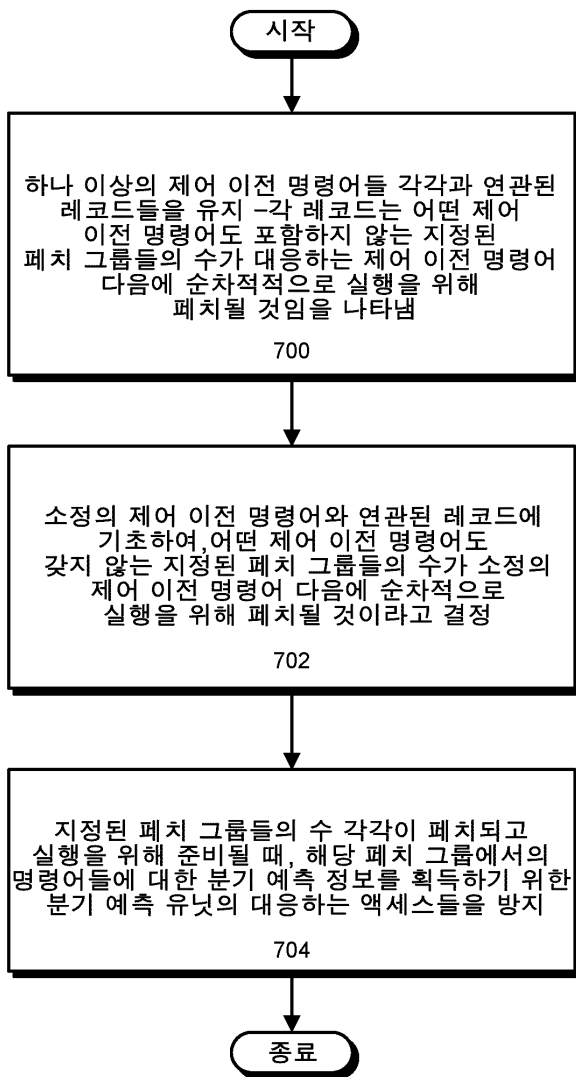 시작
하나 이상의 제어 이전 명령어들 각각과 연관된
레코드들을 유지 –각 레코드는 어떤 제어
이전 명령어도 포함하지 않는 지정된
페치 그룹들의 수가 대응하는 제어 이전 명령어
다음에 순차적적으로 실행을 위해
페치될 것임을 나타냄
700
소정의 제어 이전 명령어와 연관된 레코드에
기초하여,어떤 제어 이전 명령어도
갖지 않는 지정된 페치 그룹들의 수가 소정의
제어 이전 명령어 다음에 순차적으로
실행을 위해 페치될 것이라고 결정
702
지정된 페치 그룹들의 수 각각이 페치되고
실행을 위해 준비될 때, 해당 페치 그룹에서의
명령어들에 대한 분기 예측 정보를 획득하기 위한
분기 예측 유닛의 대응하는 액세스들을 방지
704
종료